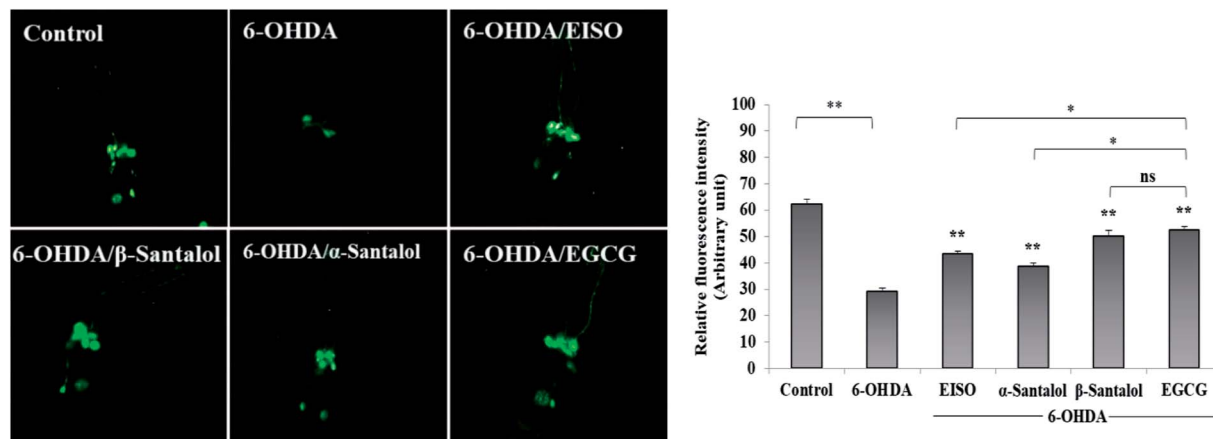 Control
6-OHDA
6-OHDA/EISO
6-OHDA/β-Santalol
6-OHDA/α-Santalol
6-OHDA/EGCG
Relative fluorescence intensity
(Arbitrary unit)
100
90
80
70
60
50
40
30
20
10
0
**
*
*
ns
**
**
**
**
Control
6-OHDA
EISO
α-Santalol
β-Santalol
EGCG
6-OHDA